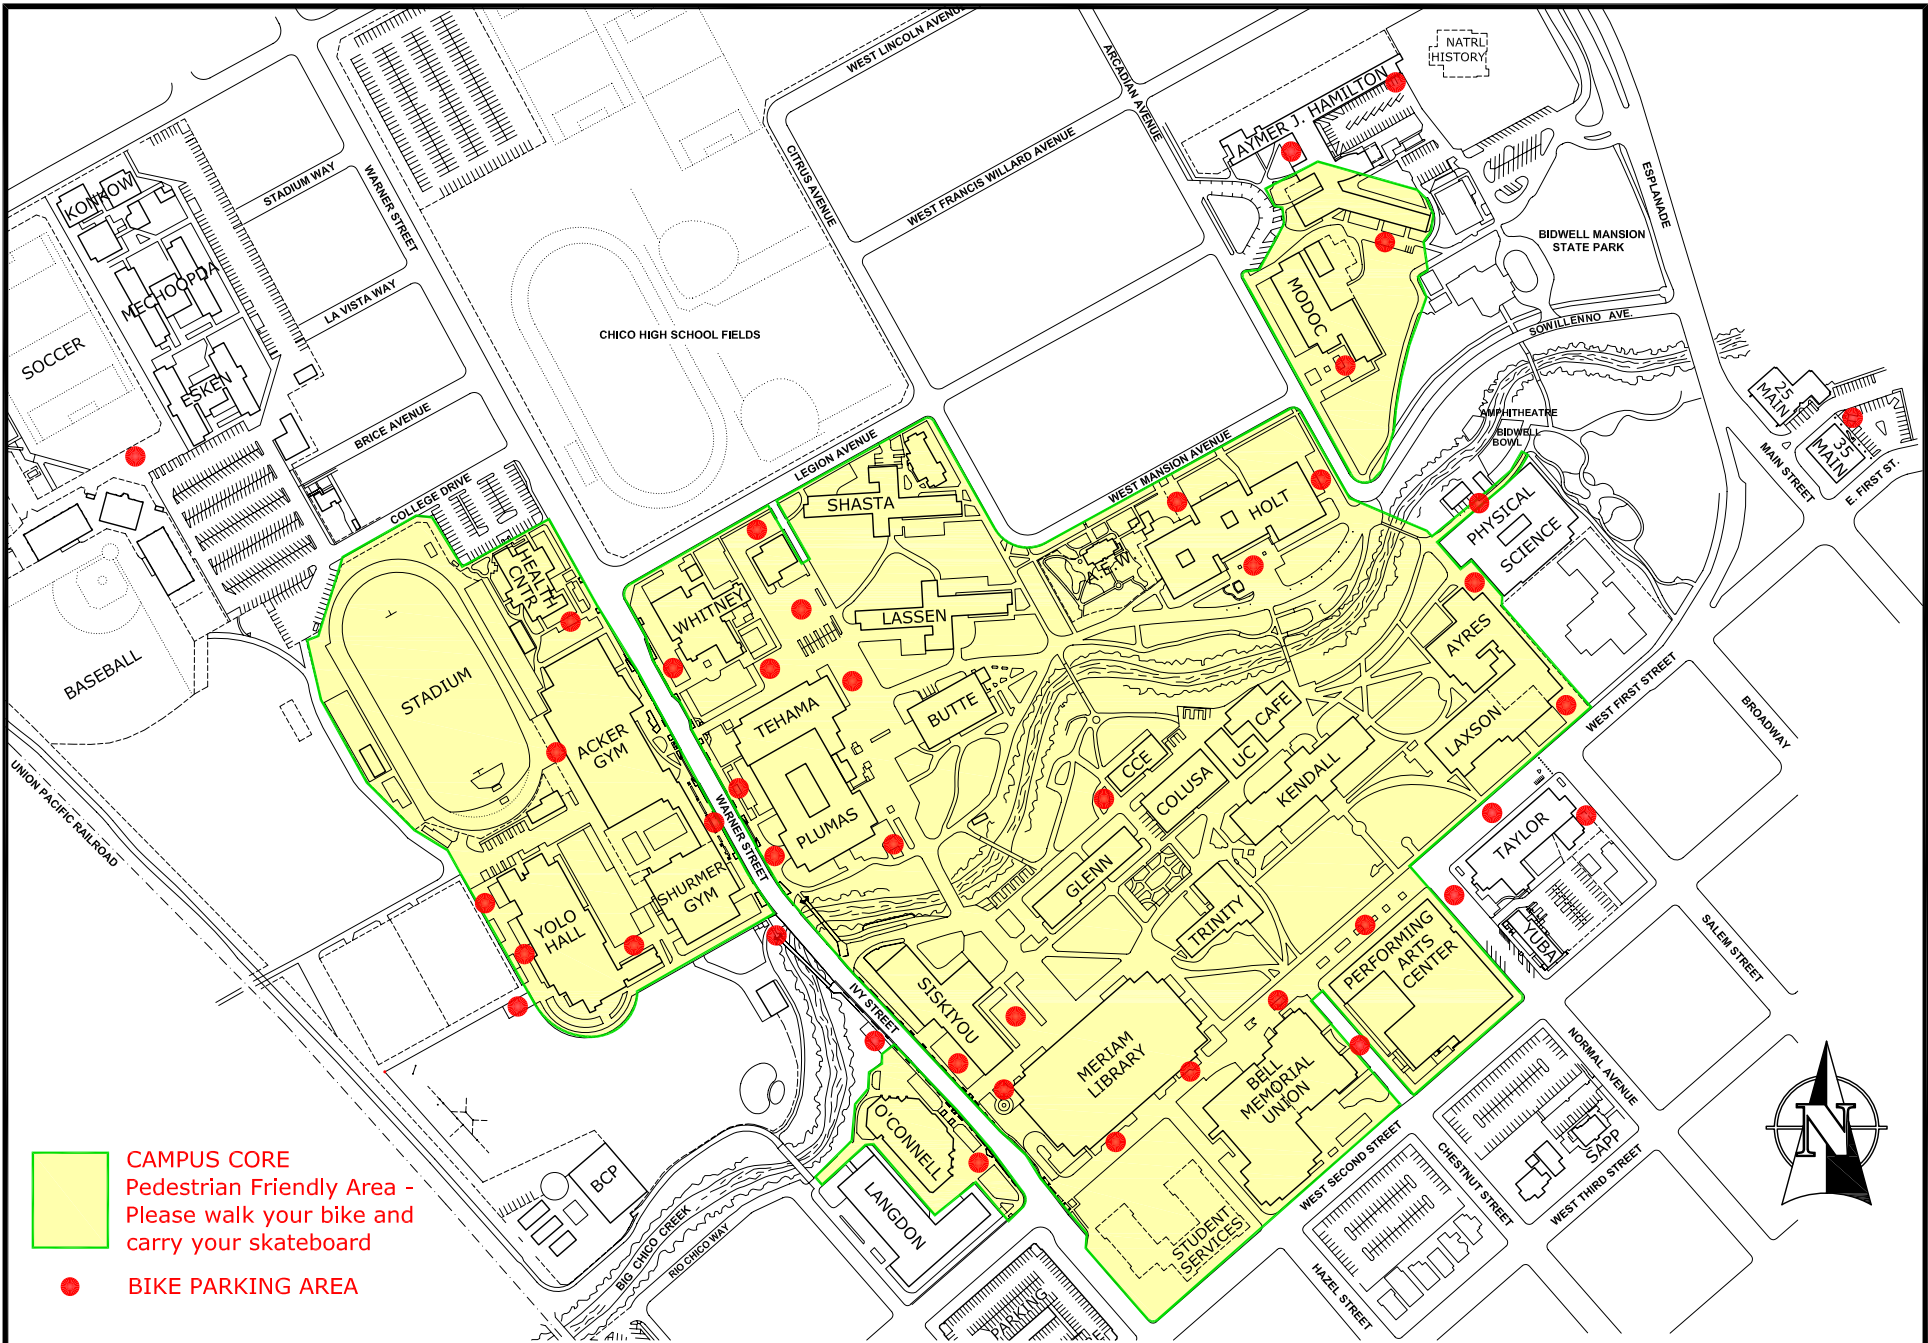 WEST LINCOLN AVENUE
ARCADIAN AVENUE
NATRL
HISTORY
AYMER J. HAMILTON
KONKOW
STADIUM WAY
WARNER STREET
CITRUS AVENUE
WEST FRANCIS WILLARD AVENUE
ESPLANADE
BIDWELL MANSION
STATE PARK
MECHOOPDA
LA VISTA WAY
MODOC
SOWILLENNO AVE.
CHICO HIGH SCHOOL FIELDS
SOCCER
ESKEN
BRICE AVENUE
25
MAIN
35
MAIN
AMPHITHEATRE
BIDWELL
BOWL
MAIN STREET
E. FIRST ST.
LEGION AVENUE
WEST MANSION AVENUE
COLLEGE DRIVE
SHASTA
HOLT
PHYSICAL
SCIENCE
HEALTH
CNTR
A.E.W.
WHITNEY
LASSEN
AYRES
BASEBALL
STADIUM
WEST FIRST STREET
BROADWAY
TEHAMA
BUTTE
CAFE
UC
LAXSON
ACKER
GYM
CCE
COLUSA
KENDALL
UNION PACIFIC RAILROAD
WARNER STREET
PLUMAS
TAYLOR
GLENN
SHURMER
GYM
TRINITY
YOLO
HALL
PERFORMING
ARTS
CENTER
YUBA
SALEM STREET
SISKIYOU
IVY STREET
MERIAM
LIBRARY
BELL
MEMORIAL
UNION
NORMAL AVENUE
O'CONNELL
WEST SECOND STREET
CHESTNUT STREET
SAPP
WEST THIRD STREET
BCP
LANGDON
BIG CHICO CREEK
RIO CHICO WAY
STUDENT
SERVICES
HAZEL STREET
PARKING
N
CAMPUS CORE
Pedestrian Friendly Area -
Please walk your bike and
carry your skateboard
BIKE PARKING AREA